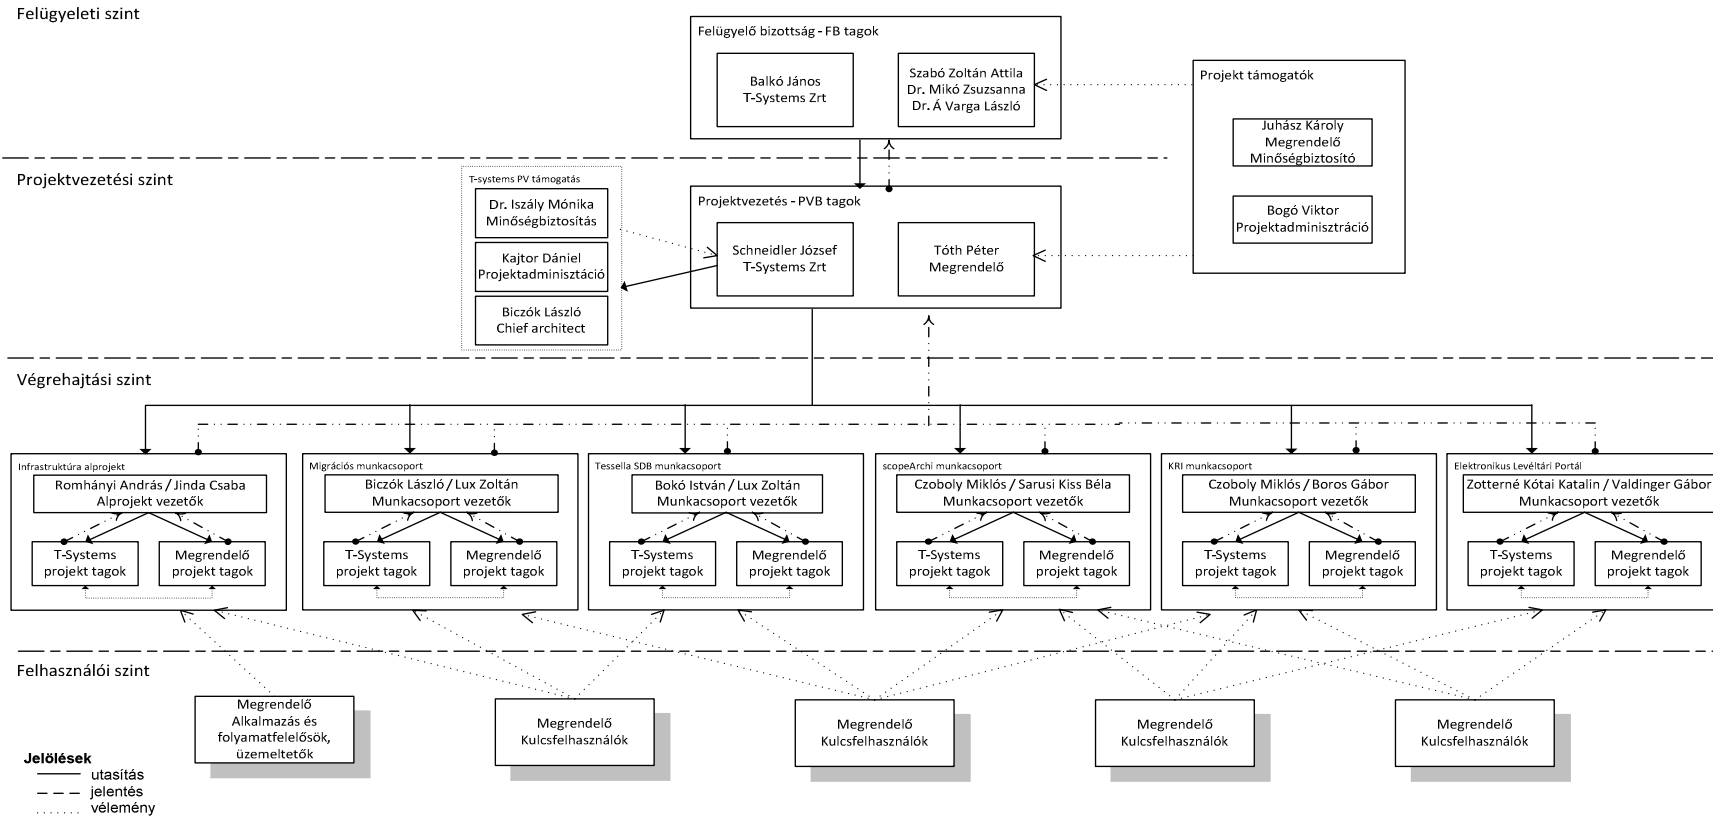 Felügyeleti szint
Felügyelő bizottság - FB tagok
Balkó János
T-Systems Zrt
Szabó Zoltán Attila
Dr. Mikó Zsuzsanna
Dr. Á Varga László
Projekt támogatók
Juhász Károly
Megrendelő
Minőségbiztosító
Bogó Viktor
Projektadminisztráció
Projektvezetési szint
T-systems PV támogatás
Dr. Iszály Mónika
Minőségbiztosítás
Kajtor Dániel
Projektadminisztáció
Biczók László
Chief architect
Projektvezetés - PVB tagok
Schneidler József
T-Systems Zrt
Tóth Péter
Megrendelő
Végrehajtási szint
Infrastruktúra alprojekt
Romhányi András / Jinda Csaba
Alprojekt vezetők
T-Systems
projekt tagok
Megrendelő
projekt tagok
Migrációs munkacsoport
Biczók László / Lux Zoltán
Munkacsoport vezetők
T-Systems
projekt tagok
Megrendelő
projekt tagok
Tessella SDB munkacsoport
Bokó István / Lux Zoltán
Munkacsoport vezetők
T-Systems
projekt tagok
Megrendelő
projekt tagok
scopeArchi munkacsoport
Czoboly Miklós / Sarusi Kiss Béla
Munkacsoport vezetők
T-Systems
projekt tagok
Megrendelő
projekt tagok
KRI munkacsoport
Czoboly Miklós / Boros Gábor
Munkacsoport vezetők
T-Systems
projekt tagok
Megrendelő
projekt tagok
Elektronikus Levéltári Portál
Zotterné Kótai Katalin / Valdinger Gábor
Munkacsoport vezetők
T-Systems
projekt tagok
Megrendelő
projekt tagok
Felhasználói szint
Megrendelő
Alkalmazás és
folyamatfelelősök,
üzemeltetők
Megrendelő
Kulcsfelhasználók
Megrendelő
Kulcsfelhasználók
Megrendelő
Kulcsfelhasználók
Megrendelő
Kulcsfelhasználók
Jelölések
utasítás
jelentés
vélemény